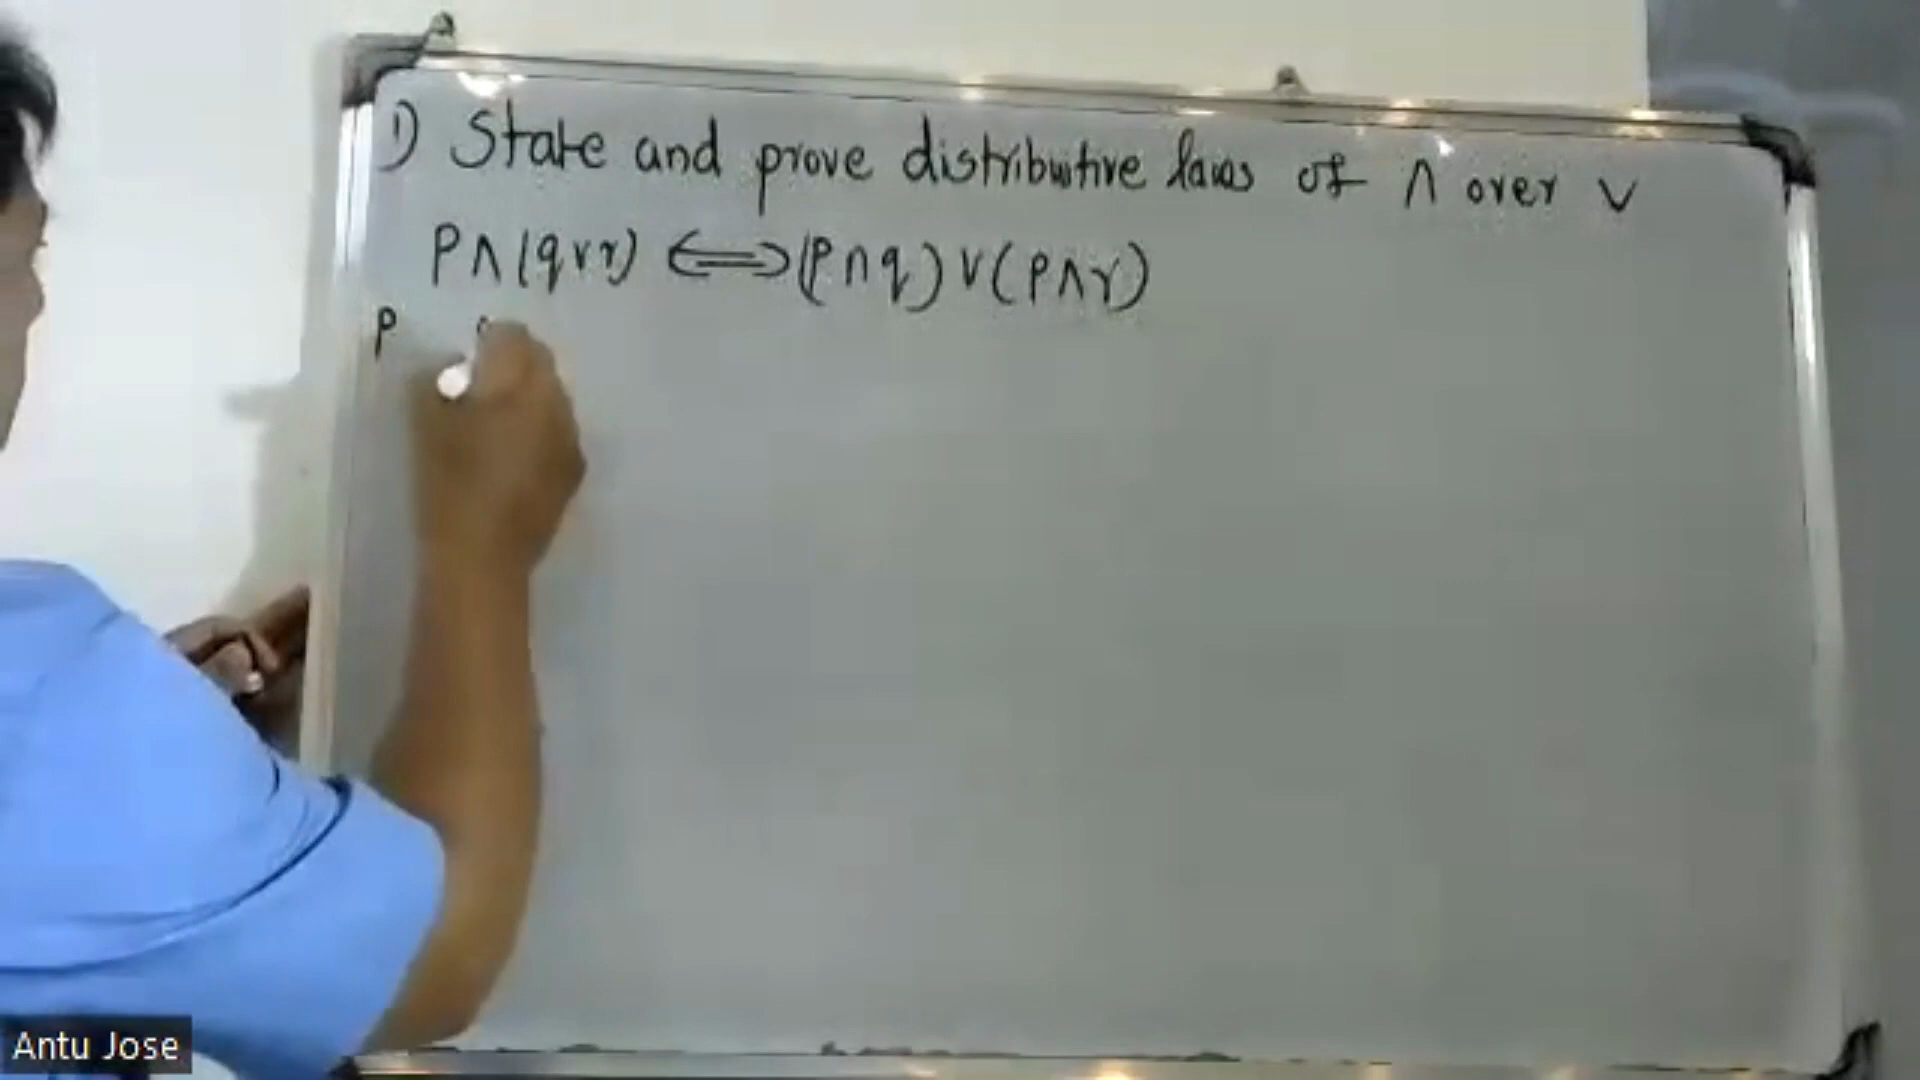 1) State and prove distributive laws of ∧ over ∨
P∧(q∨r) ⟺ (P∧q)∨(P∧r)
P
Antu Jose